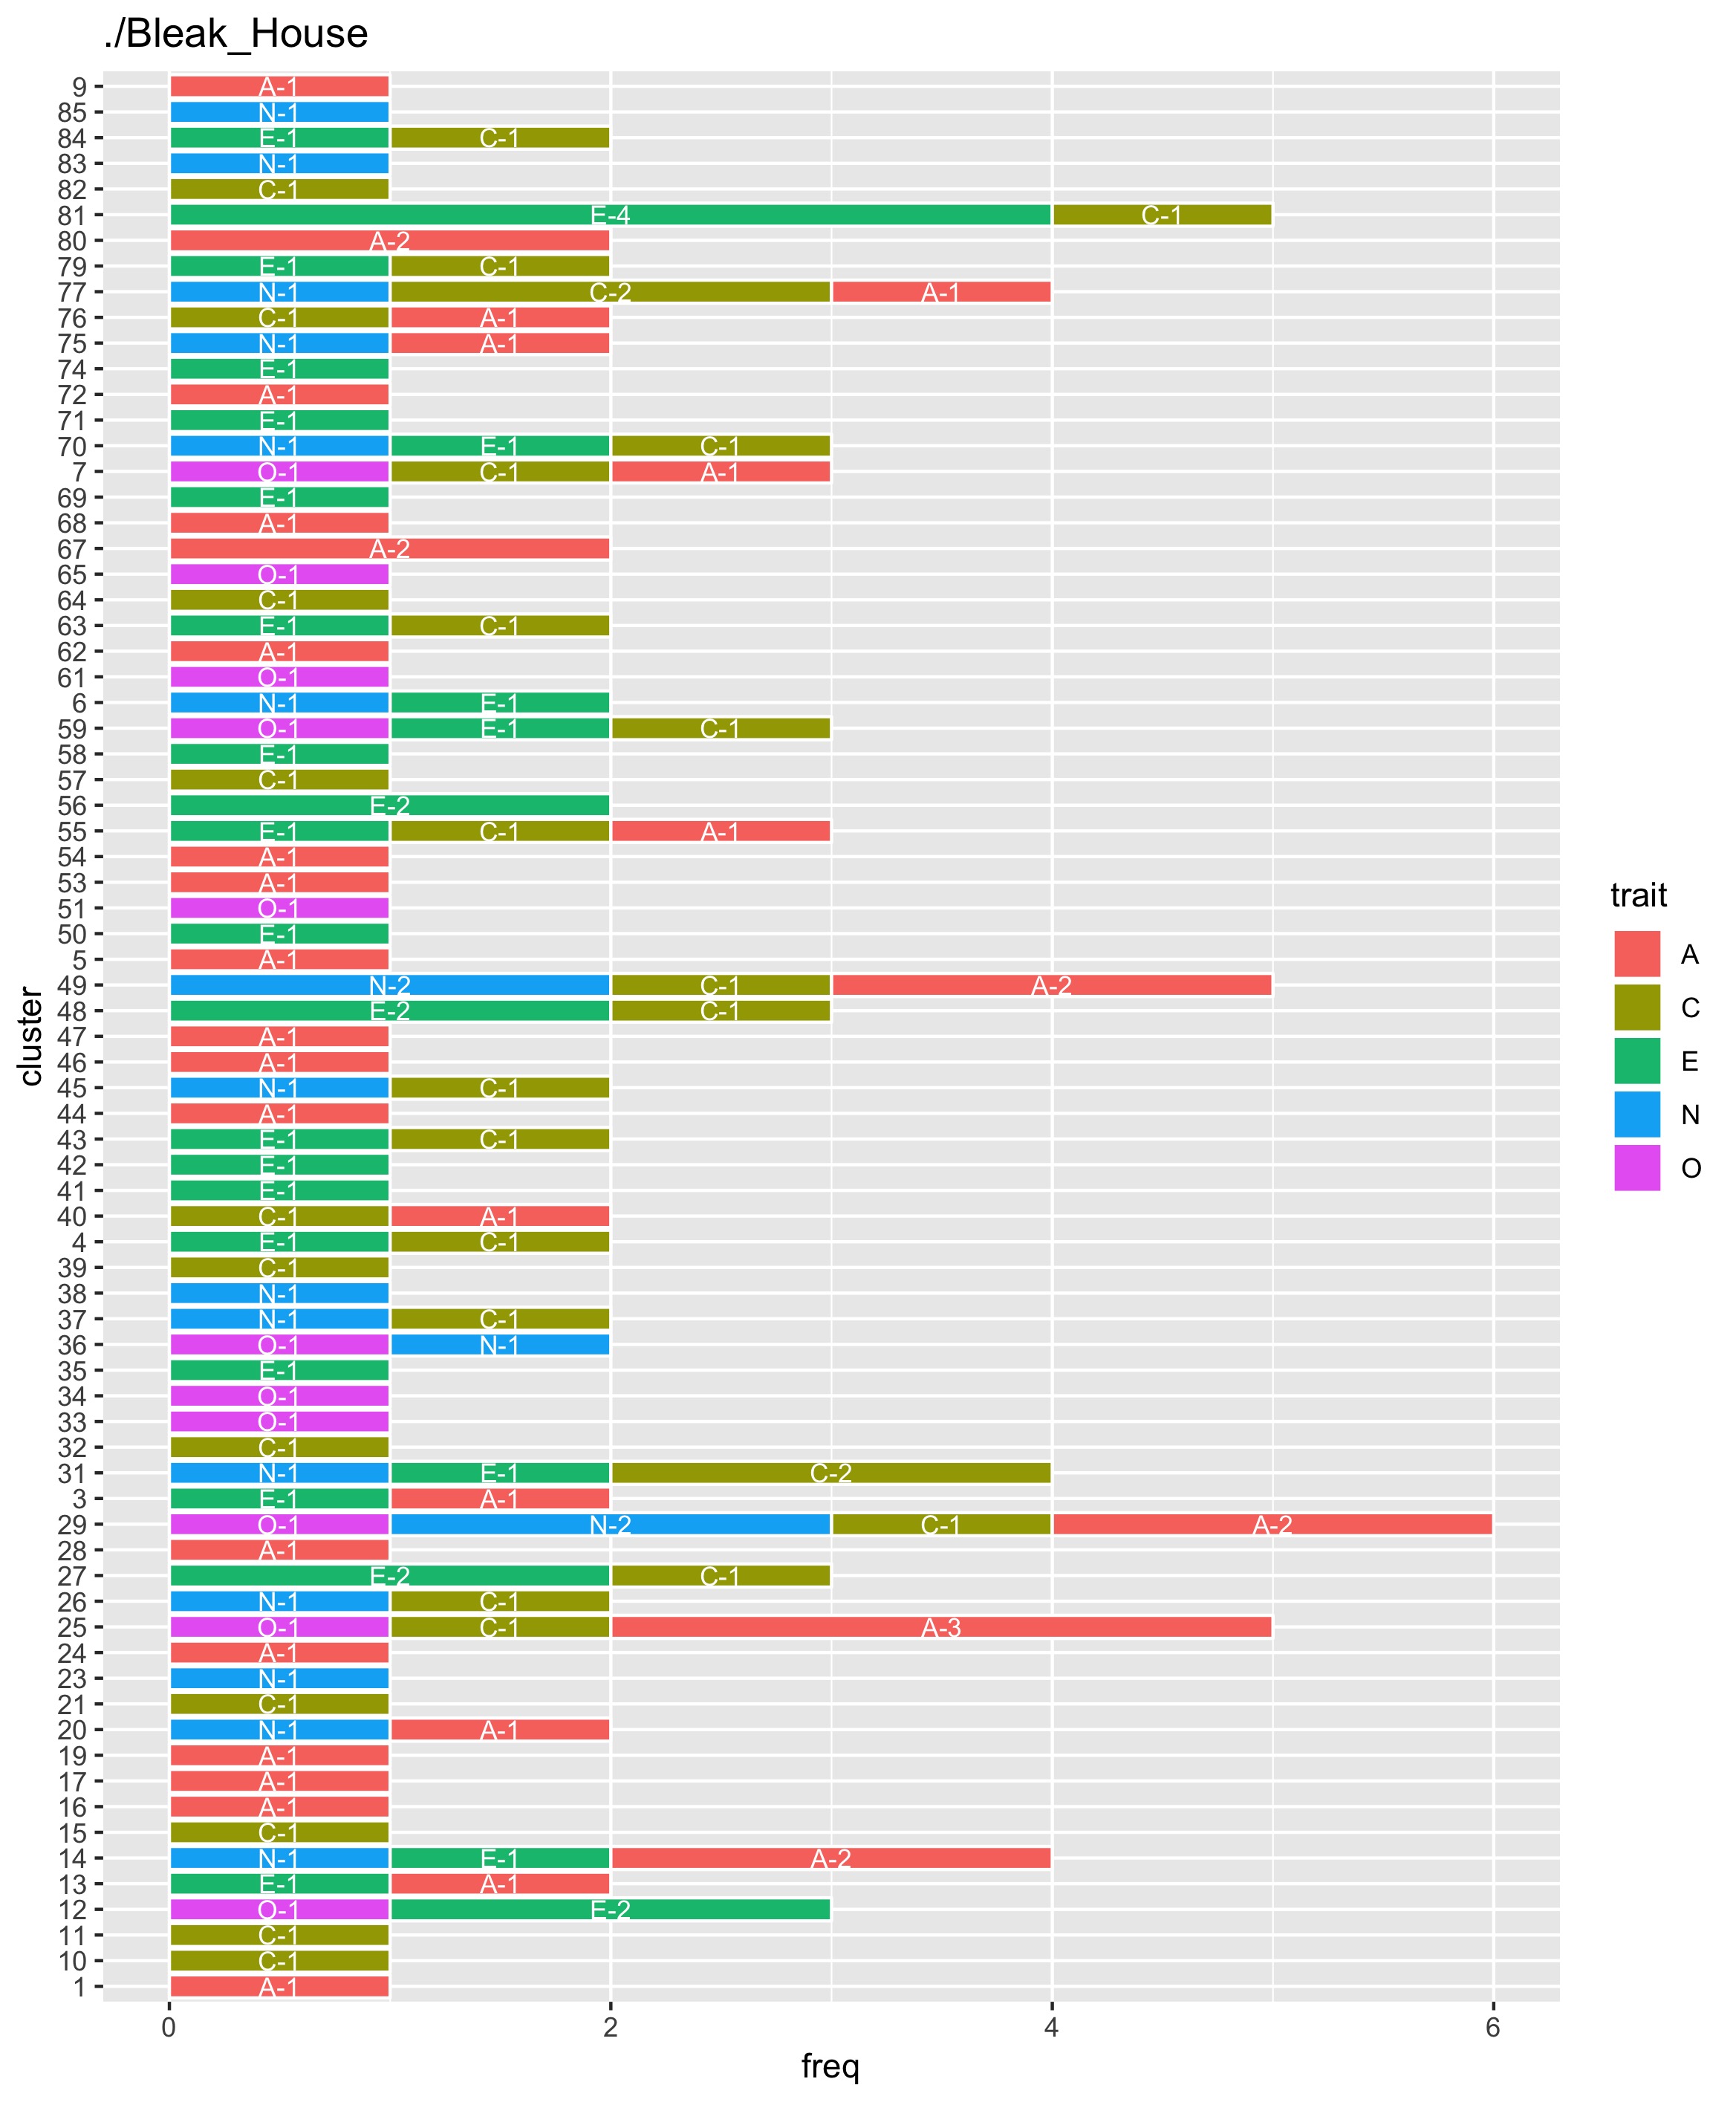 ./Bleak_House
9 A-1
85 N-1
84 E-1 C-1
83 N-1
82 C-1
81 E-4 C-1
80 A-2
79 E-1 C-1
77 N-1 C-2 A-1
76 C-1 A-1
75 N-1 A-1
74 E-1
72 A-1
71 E-1
70 N-1 E-1 C-1
7 O-1 C-1 A-1
69 E-1
68 A-1
67 A-2
65 O-1
64 C-1
63 E-1 C-1
62 A-1
61 O-1
6 N-1 E-1
59 O-1 E-1 C-1
58 E-1
57 C-1
56 E-2
55 E-1 C-1 A-1
54 A-1
53 A-1
51 O-1
50 E-1
5 A-1
49 N-2 C-1 A-2
48 E-2 C-1
47 A-1
46 A-1
45 N-1 C-1
44 A-1
43 E-1 C-1
42 E-1
41 E-1
40 C-1 A-1
4 E-1 C-1
39 C-1
38 N-1
37 N-1 C-1
36 O-1 N-1
35 E-1
34 O-1
33 O-1
32 C-1
31 N-1 E-1 C-2
3 E-1 A-1
29 O-1 N-2 C-1 A-2
28 A-1
27 E-2 C-1
26 N-1 C-1
25 O-1 C-1 A-3
24 A-1
23 N-1
21 C-1
20 N-1 A-1
19 A-1
17 A-1
16 A-1
15 C-1
14 N-1 E-1 A-2
13 E-1 A-1
12 O-1 E-2
11 C-1
10 C-1
1 A-1
0 2 4 6
freq
cluster
trait
A
C
E
N
O